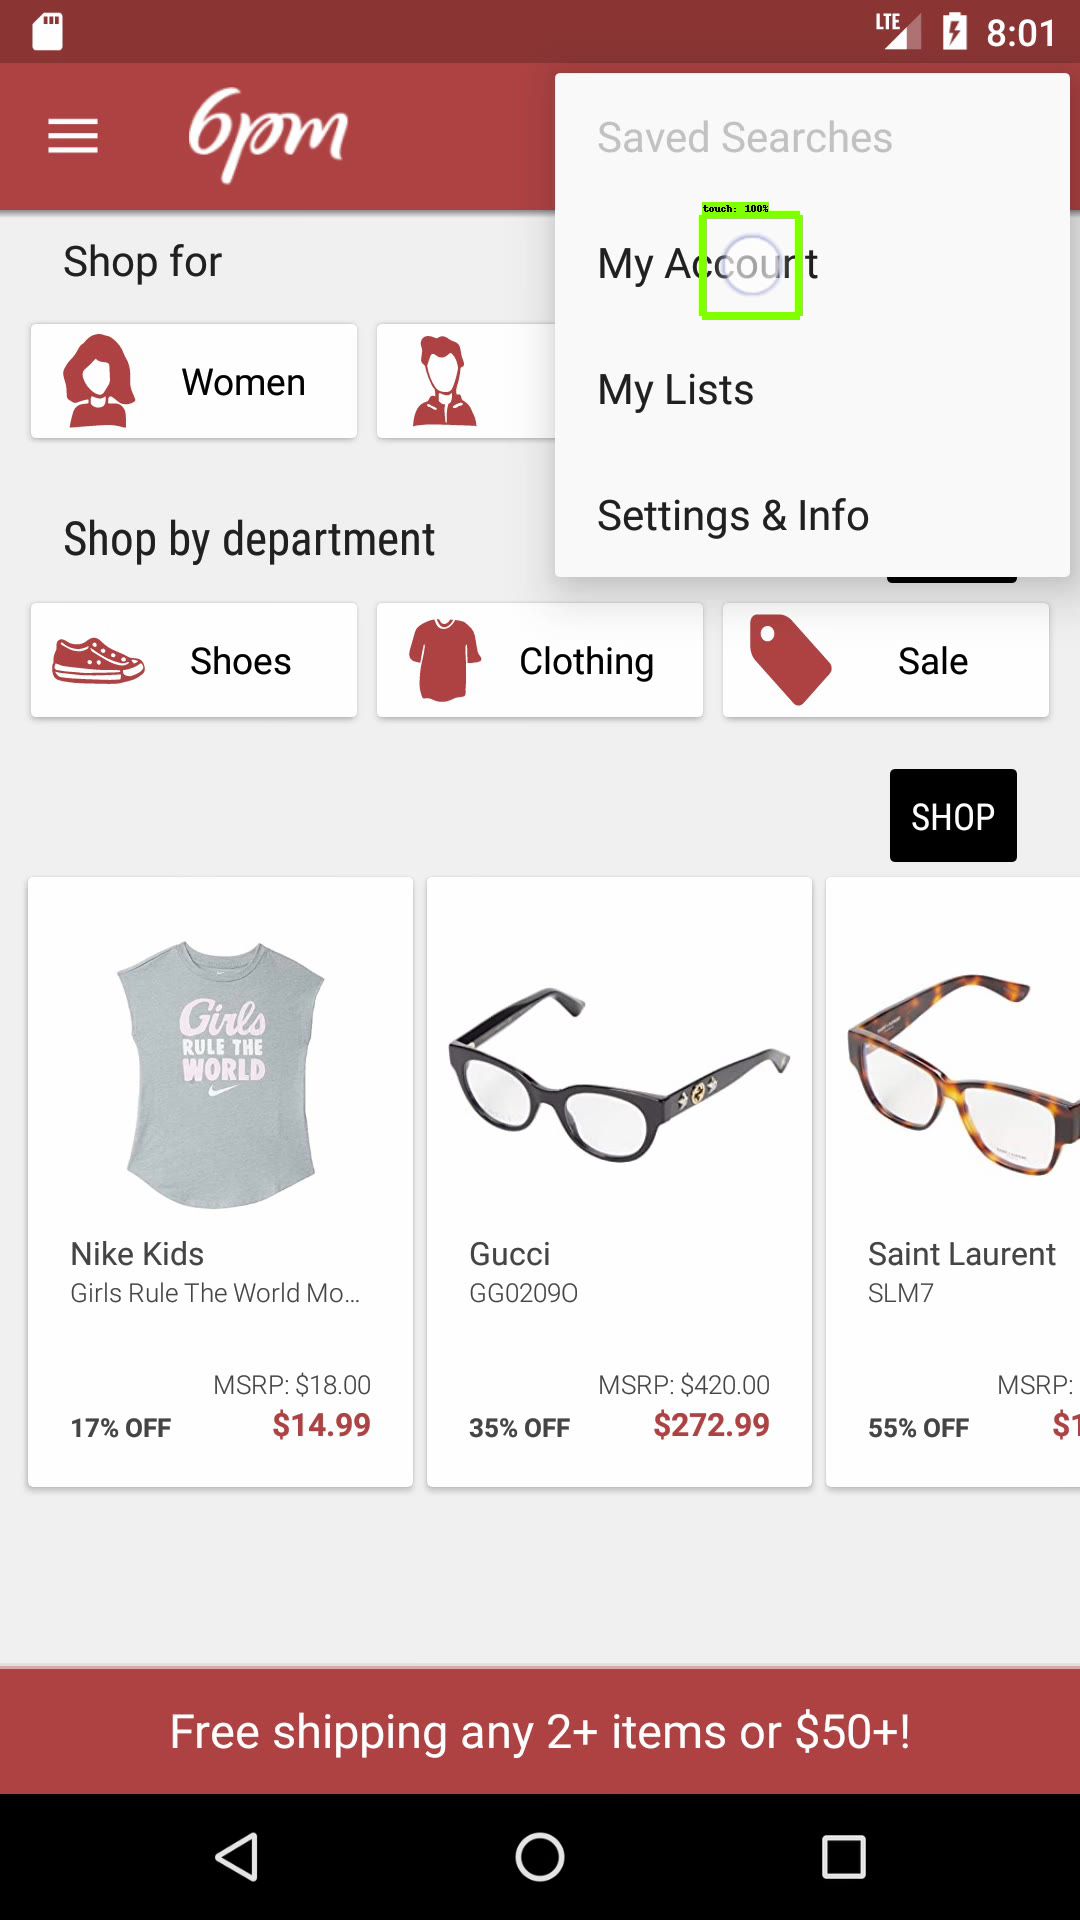 LTE 8:01
6pm
Saved Searches
touch: 100%
My Account
My Lists
Settings & Info
Shop for
Women
Shop by department
Shoes
Clothing
Sale
SHOP
Girls
RULE THE
WORLD
Nike Kids
Girls Rule The World Mo...
MSRP: $18.00
17% OFF $14.99
Gucci
GG0209O
MSRP: $420.00
35% OFF $272.99
Saint Laurent
SLM7
MSRP:
55% OFF $1
Free shipping any 2+ items or $50+!